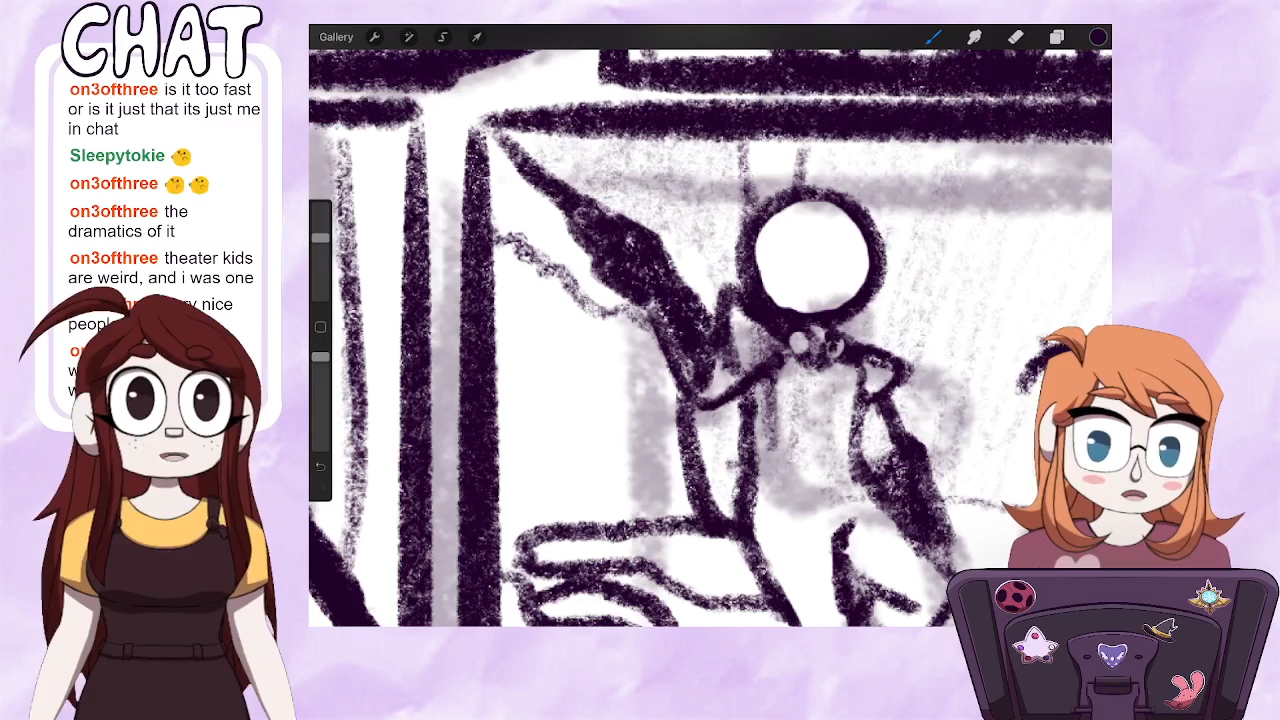 CHAT
Gallery
on3ofthree is it too fast
or is it just that its just me
in chat
Sleepytokie
on3ofthree
on3ofthree the
dramatics of it
on3ofthree theater kids
are weird, and i was one
nice